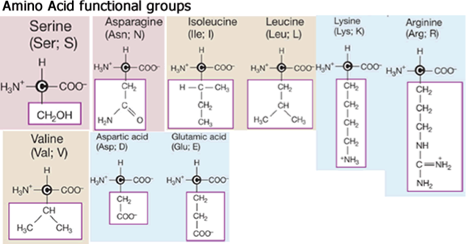 Amino Acid functional groups
Serine
(Ser; S)
H
H₃N⁺ C COO⁻
CH₂OH
Asparagine
(Asn; N)
H
H₃N⁺ C COO⁻
CH₂
C
H₂N O
Isoleucine
(Ile; I)
H
H₃N⁺ C COO⁻
H C CH₃
CH₂
CH₃
Leucine
(Leu; L)
H
H₃N⁺ C COO⁻
CH₂
CH
H₃C CH₃
Lysine
(Lys; K)
H
H₃N⁺ C COO⁻
CH₂
CH₂
CH₂
CH₂
⁺NH₃
Arginine
(Arg; R)
H
H₃N⁺ C COO⁻
CH₂
CH₂
CH₂
NH
C=NH₂⁺
NH₂
Valine
(Val; V)
H
H₃N⁺ C COO⁻
CH
H₃C CH₃
Aspartic acid
(Asp; D)
H
H₃N⁺ C COO⁻
CH₂
COO⁻
Glutamic acid
(Glu; E)
H
H₃N⁺ C COO⁻
CH₂
CH₂
COO⁻